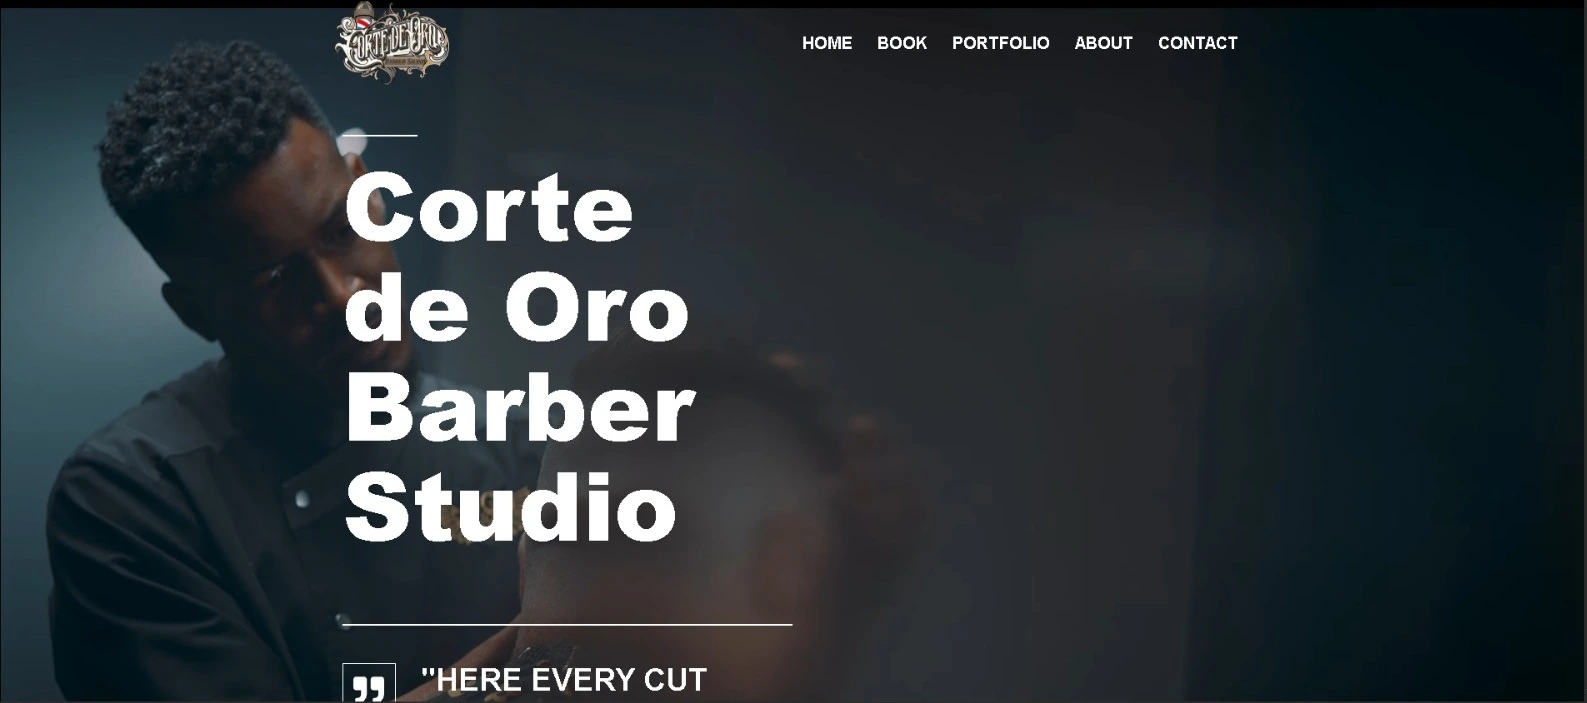 CORTE DE ORO
HOME BOOK PORTFOLIO ABOUT CONTACT
Corte
de Oro
Barber
Studio
"HERE EVERY CUT